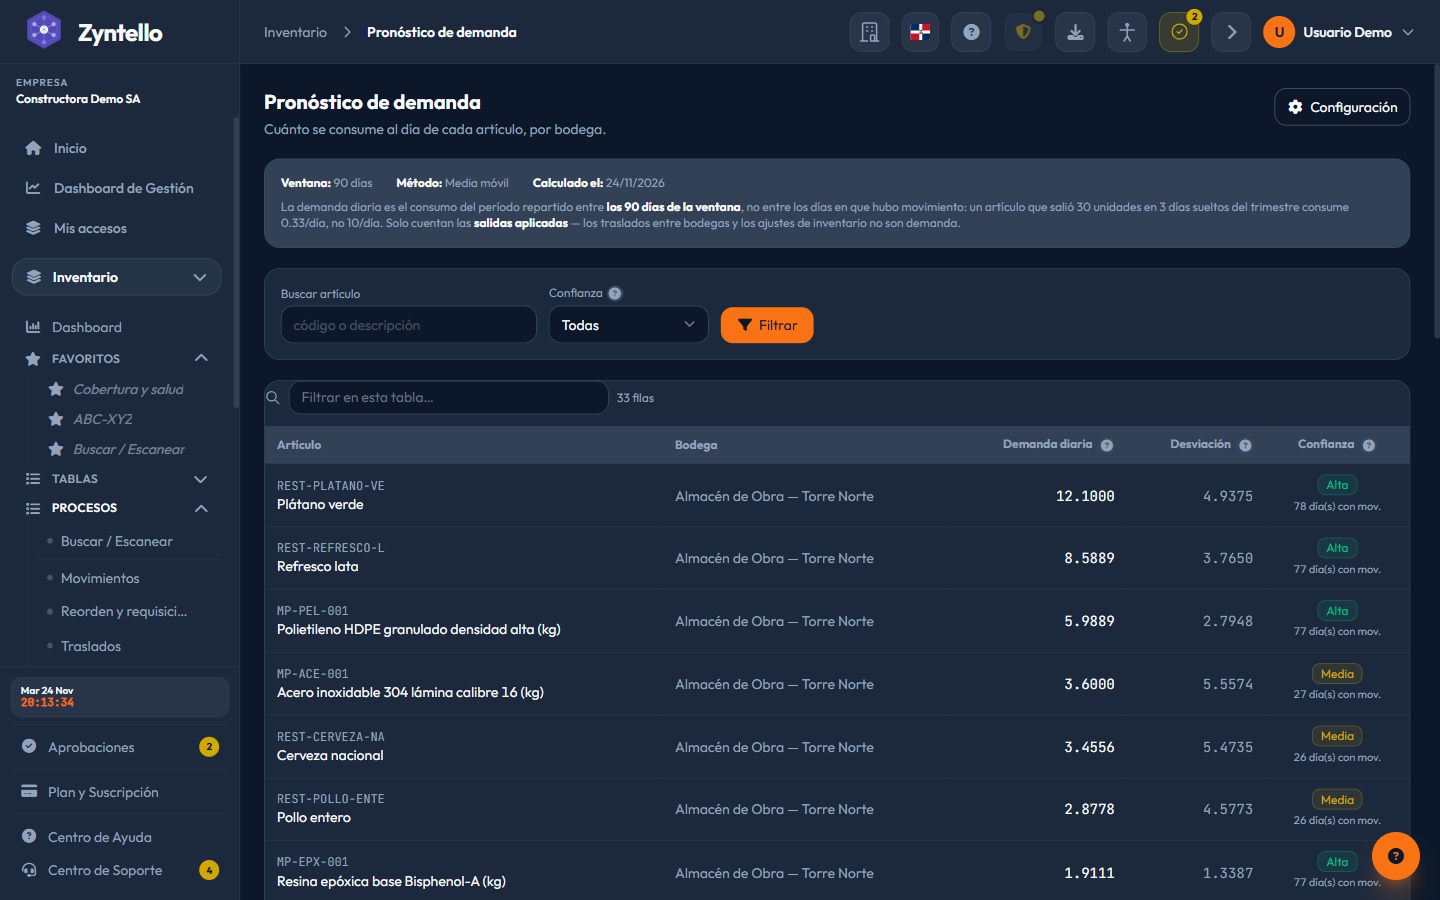 Zyntello
EMPRESA
Constructora Demo SA
Inicio
Dashboard de Gestión
Mis accesos
Inventario
Dashboard
FAVORITOS
Cobertura y salud
ABC-XYZ
Buscar / Escanear
TABLAS
PROCESOS
Buscar / Escanear
Movimientos
Reorden y requisici...
Traslados
Mar 24 Nov
20:13:34
Aprobaciones 2
Plan y Suscripción
Centro de Ayuda
Centro de Soporte 4
Inventario > Pronóstico de demanda
2
U Usuario Demo
Pronóstico de demanda
Cuánto se consume al día de cada artículo, por bodega.
Configuración
Ventana: 90 días Método: Media móvil Calculado el: 24/11/2026
La demanda diaria es el consumo del período repartido entre los 90 días de la ventana, no entre los días en que hubo movimiento: un artículo que salió 30 unidades en 3 días sueltos del trimestre consume
0.33/día, no 10/día. Solo cuentan las salidas aplicadas — los traslados entre bodegas y los ajustes de inventario no son demanda.
Buscar artículo
código o descripción
Confianza ?
Todas
Filtrar
Filtrar en esta tabla...
33 filas
Artículo Bodega Demanda diaria ? Desviación ? Confianza ?
REST-PLATANO-VE
Plátano verde
Almacén de Obra — Torre Norte 12.1000 4.9375 Alta
78 día(s) con mov.
REST-REFRESCO-L
Refresco lata
Almacén de Obra — Torre Norte 8.5889 3.7650 Alta
77 día(s) con mov.
MP-PEL-001
Polietileno HDPE granulado densidad alta (kg)
Almacén de Obra — Torre Norte 5.9889 2.7948 Alta
77 día(s) con mov.
MP-ACE-001
Acero inoxidable 304 lámina calibre 16 (kg)
Almacén de Obra — Torre Norte 3.6000 5.5574 Media
27 día(s) con mov.
REST-CERVEZA-NA
Cerveza nacional
Almacén de Obra — Torre Norte 3.4556 5.4735 Media
26 día(s) con mov.
REST-POLLO-ENTE
Pollo entero
Almacén de Obra — Torre Norte 2.8778 4.5773 Media
26 día(s) con mov.
MP-EPX-001
Resina epóxica base Bisphenol-A (kg)
Almacén de Obra — Torre Norte 1.9111 1.3387 Alta
77 día(s) con mov.